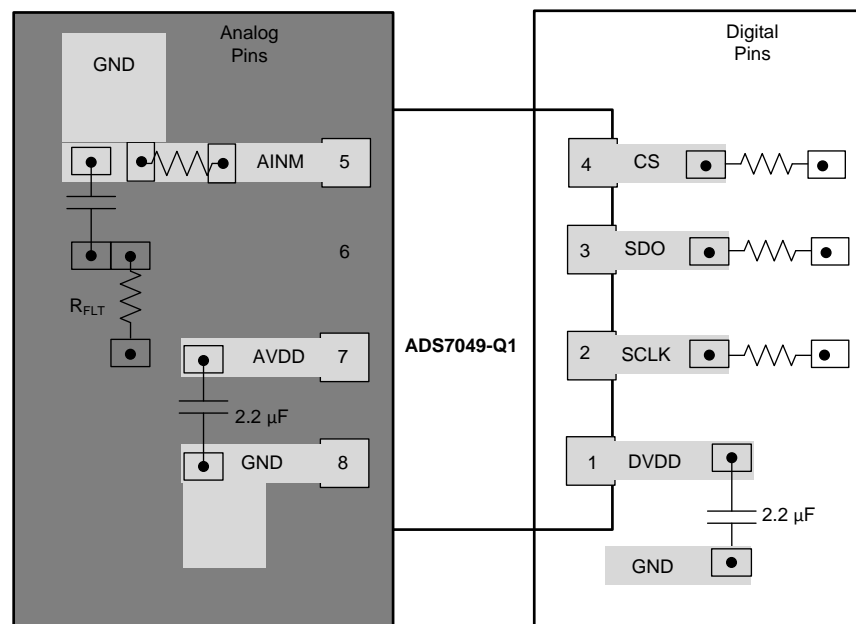 Analog
Pins
Digital
Pins
GND
AINM
5
4
CS
6
3
SDO
RFLT
AVDD
7
ADS7049-Q1
2
SCLK
2.2 µF
GND
8
1
DVDD
2.2 µF
GND